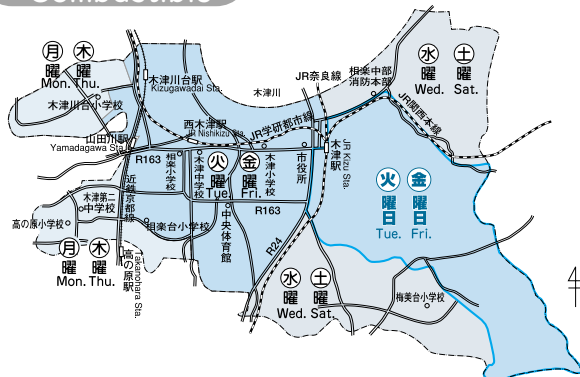 Combustible
月 木
曜 曜
Mon. Thu.
木津川台駅
Kizugawadai Sta.
木津川
木津川台小学校
JR奈良線
相楽中部
消防本部
水 土
曜 曜
Wed. Sat.
山田川駅
Yamadagawa Sta.
西木津駅
JR Nishikizu Sta.
JR学研都市線
JR関西本線
木津駅
JR Kizu Sta.
R163
相楽小学校
木津中学校
火 金
曜 曜
Tue. Fri.
木津小学校
市役所
火 金
曜 曜
日 日
Tue. Fri.
近鉄京都線
木津第二
中学校
高の原小学校
相楽台小学校
中央体育館
R163
R24
月 木
曜 曜
Mon. Thu.
高の原駅
Takanohara Sta.
水 土
曜 曜
Wed. Sat.
梅美台小学校
4